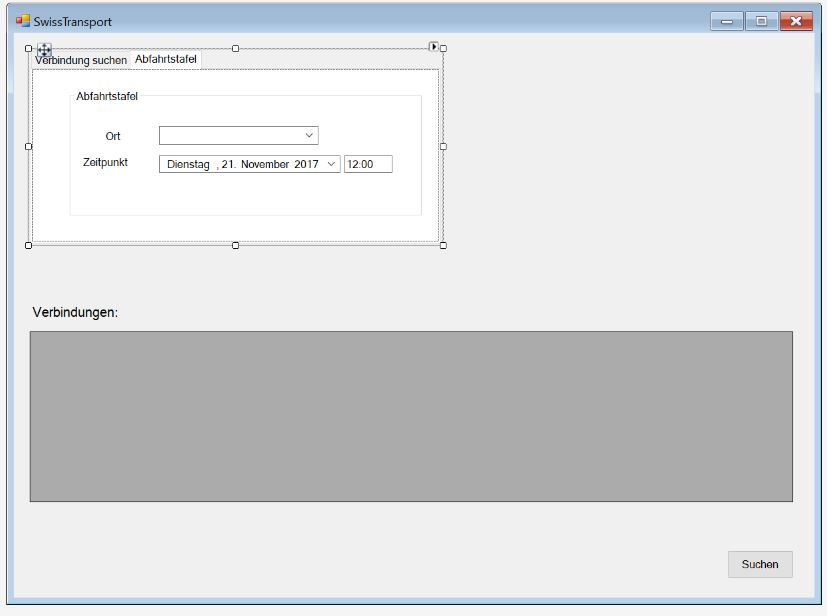 SwissTransport
Verbindung suchen Abfahrtstafel
Abfahrtstafel
Ort
Zeitpunkt Dienstag , 21. November 2017 12:00
Verbindungen:
Suchen